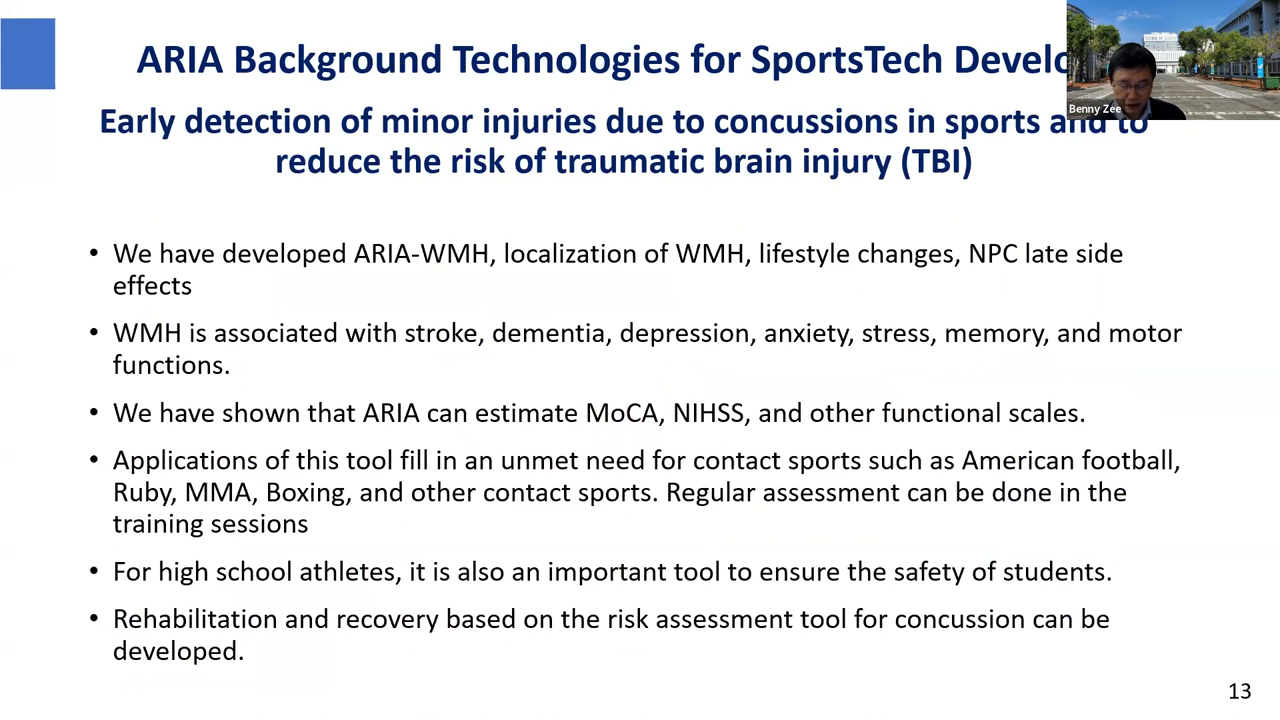 ARIA Background Technologies for SportsTech Develo
Benny Zee
Early detection of minor injuries due to concussions in sports and to
reduce the risk of traumatic brain injury (TBI)
• We have developed ARIA-WMH, localization of WMH, lifestyle changes, NPC late side
effects
• WMH is associated with stroke, dementia, depression, anxiety, stress, memory, and motor
functions.
• We have shown that ARIA can estimate MoCA, NIHSS, and other functional scales.
• Applications of this tool fill in an unmet need for contact sports such as American football,
Ruby, MMA, Boxing, and other contact sports. Regular assessment can be done in the
training sessions
• For high school athletes, it is also an important tool to ensure the safety of students.
• Rehabilitation and recovery based on the risk assessment tool for concussion can be
developed.
13